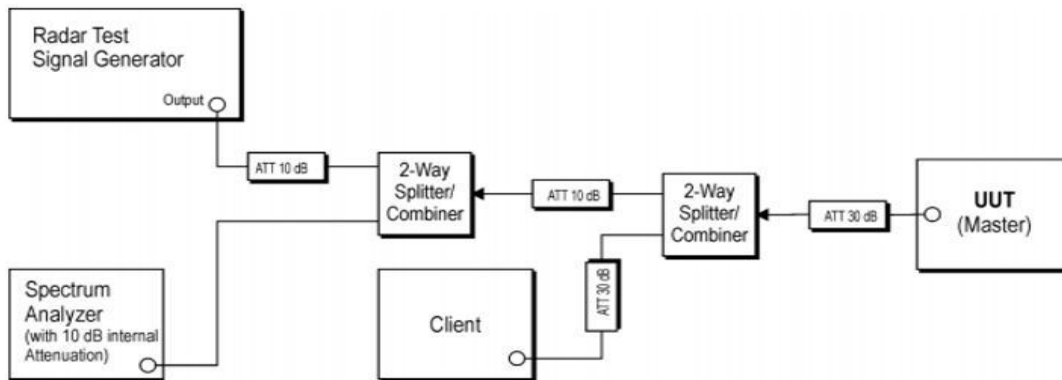 Radar Test
Signal Generator
Output
ATT 10 dB
2-Way
Splitter/
Combiner
ATT 10 dB
2-Way
Splitter/
Combiner
ATT 30 dB
UUT
(Master)
Spectrum
Analyzer
(with 10 dB internal
Attenuation)
Client
ATT 30 dB